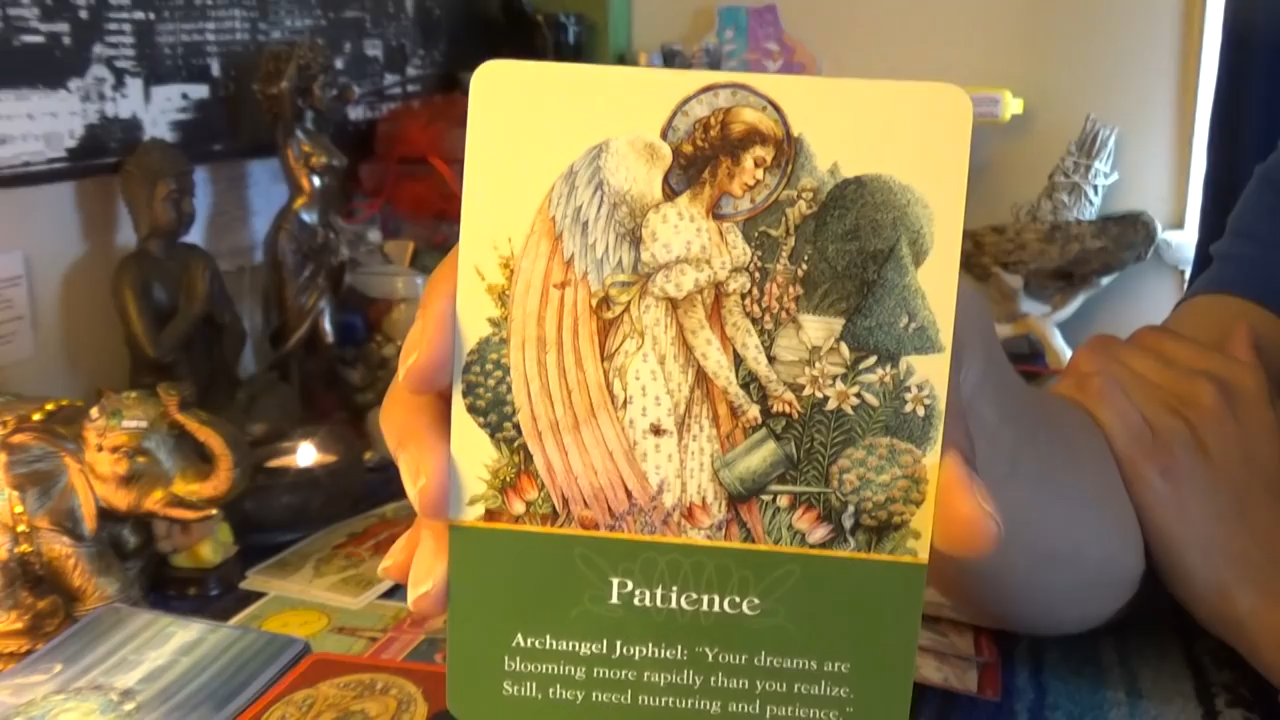 Patience
Archangel Jophiel: “Your dreams are
blooming more rapidly than you realize.
Still, they need nurturing and patience.”